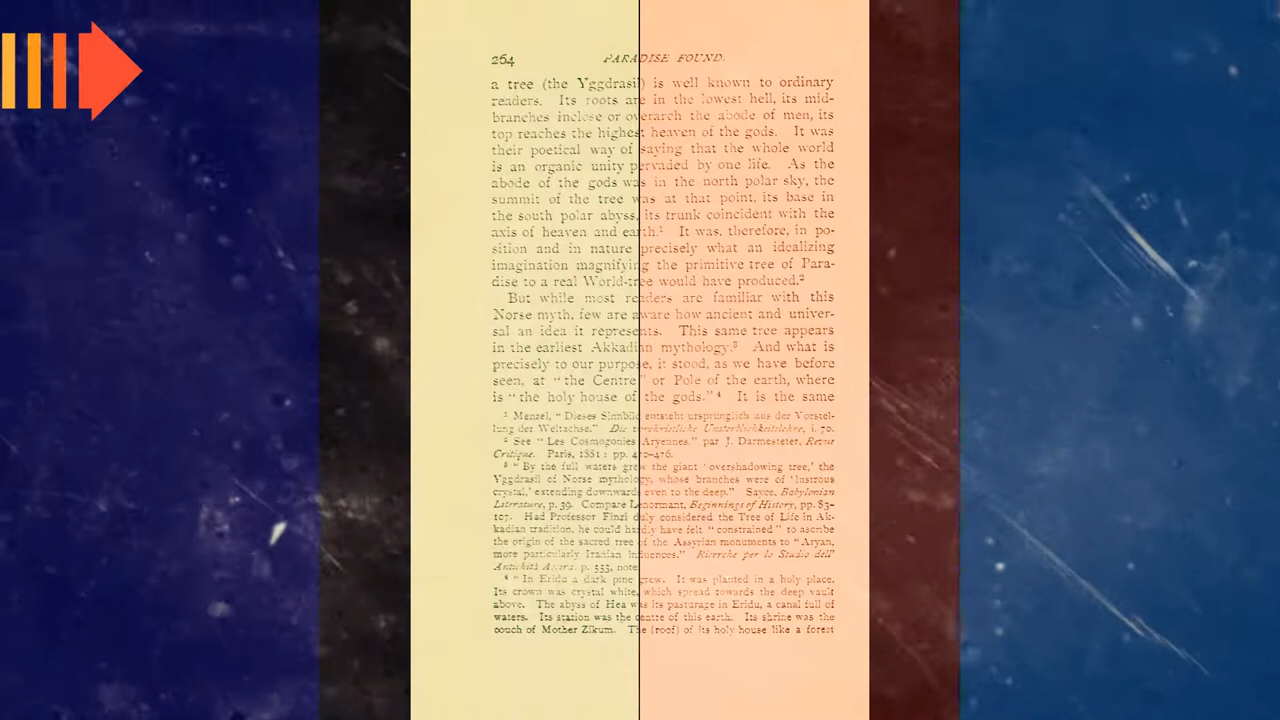 264 PARADISE FOUND.
a tree (the Yggdrasil) is well known to ordinary
readers. Its roots are in the lowest hell, its mid-
branches inclose or overarch the abode of men, its
top reaches the highest heaven of the gods. It was
their poetical way of saying that the whole world
is an organic unity pervaded by one life. As the
abode of the gods was in the north polar sky, the
summit of the tree was at that point, its base in
the south polar abyss, its trunk coincident with the
axis of heaven and earth.¹ It was, therefore, in po-
sition and in nature precisely what an idealizing
imagination magnifying the primitive tree of Para-
dise to a real World-tree would have produced.²
But while most readers are familiar with this
Norse myth, few are aware how ancient and univer-
sal an idea it represents. This same tree appears
in the earliest Akkadian mythology.³ And what is
precisely to our purpose, it stood, as we have before
seen, at “the Centre” or Pole of the earth, where
is “the holy house of the gods.” ⁴ It is the same
¹ Menzel, “Dieses Sinnbild entsteht ursprünglich aus der Vorstel-
lung der Weltachse.” Die vorchristliche Unsterblichkeitslehre, i. 70.
² See “Les Cosmogonies Aryennes,” par J. Darmesteter, Revue
Critique. Paris, 1881: pp. 470-476.
³ “By the full waters grew the giant ‘overshadowing tree,’ the
Yggdrasil of Norse mythology, whose branches were of ‘lustrous
crystal,’ extending downwards even to the deep.” Sayce, Babylonian
Literature, p. 39. Compare Lenormant, Beginnings of History, pp. 83-
107. Had Professor Finzi duly considered the Tree of Life in Ak-
kadian tradition, he could hardly have felt “constrained” to ascribe
the origin of the sacred tree of the Assyrian monuments to “Aryan,
more particularly Iranian influences.” Ricerche per lo Studio dell'
Antichità Assira, p. 553, note.
⁴ “In Eridu a dark pine grew. It was planted in a holy place.
Its crown was crystal white, which spread towards the deep vault
above. The abyss of Hea was its pasturage in Eridu, a canal full of
waters. Its station was the centre of this earth. Its shrine was the
couch of Mother Zikum. The (roof) of its holy house like a forest